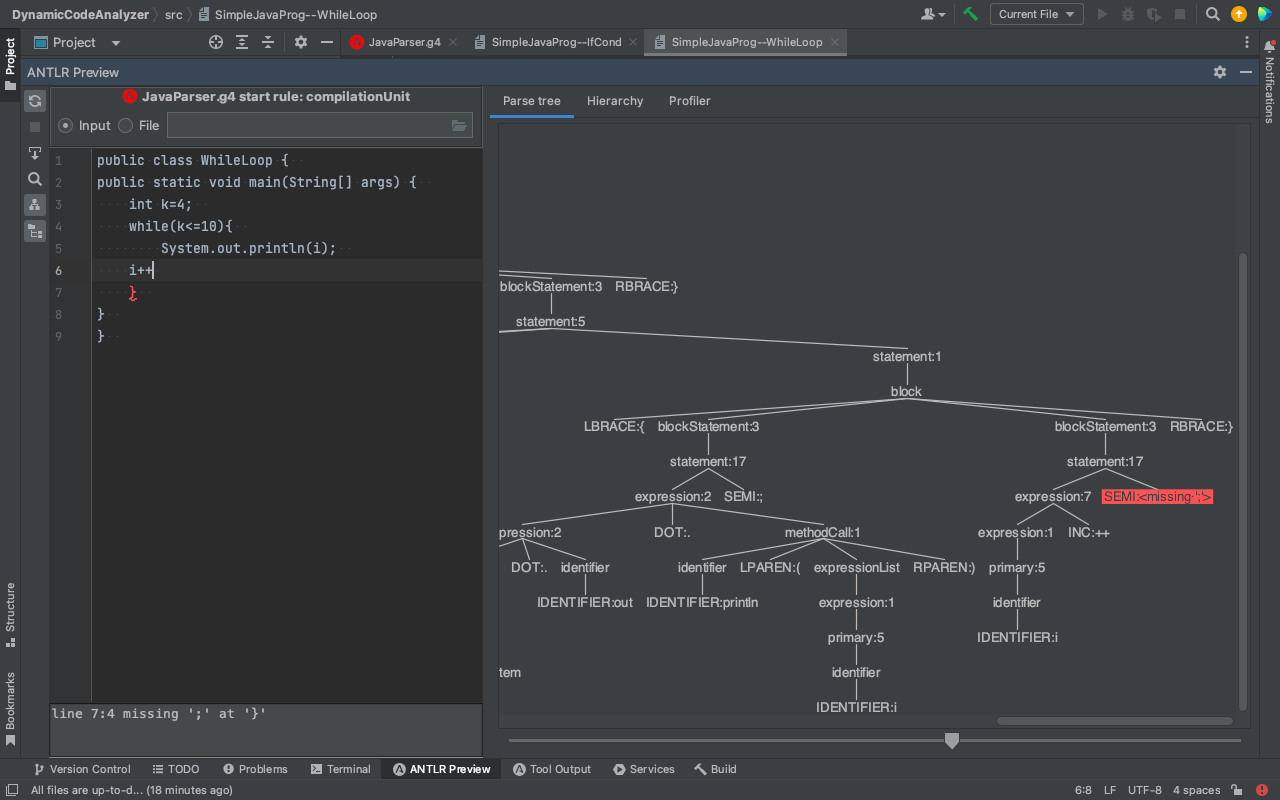 DynamicCodeAnalyzer 〉 src 〉 SimpleJavaProg--WhileLoop
Current File
Project
JavaParser.g4
SimpleJavaProg--IfCond
SimpleJavaProg--WhileLoop
Project
Structure
Bookmarks
Notifications
ANTLR Preview
JavaParser.g4 start rule: compilationUnit
Input
File
1 public class WhileLoop {
2 public static void main(String[] args) {
3 int k=4;
4 while(k<=10){
5 System.out.println(i);
6 i++
7 }
8 }
9 }
line 7:4 missing ';' at '}'
Parse tree
Hierarchy
Profiler
blockStatement:3 RBRACE:}
statement:5
statement:1
block
LBRACE:{ blockStatement:3 blockStatement:3 RBRACE:}
statement:17 statement:17
expression:2 SEMI:; expression:7 SEMI:<missing ';'>
pression:2 DOT:. methodCall:1 expression:1 INC:++
DOT:. identifier identifier LPAREN:( expressionList RPAREN:) primary:5
IDENTIFIER:out IDENTIFIER:println expression:1 identifier
primary:5 IDENTIFIER:i
tem identifier
IDENTIFIER:i
Version Control
TODO
Problems
Terminal
ANTLR Preview
Tool Output
Services
Build
All files are up-to-d... (18 minutes ago)
6:8 LF UTF-8 4 spaces